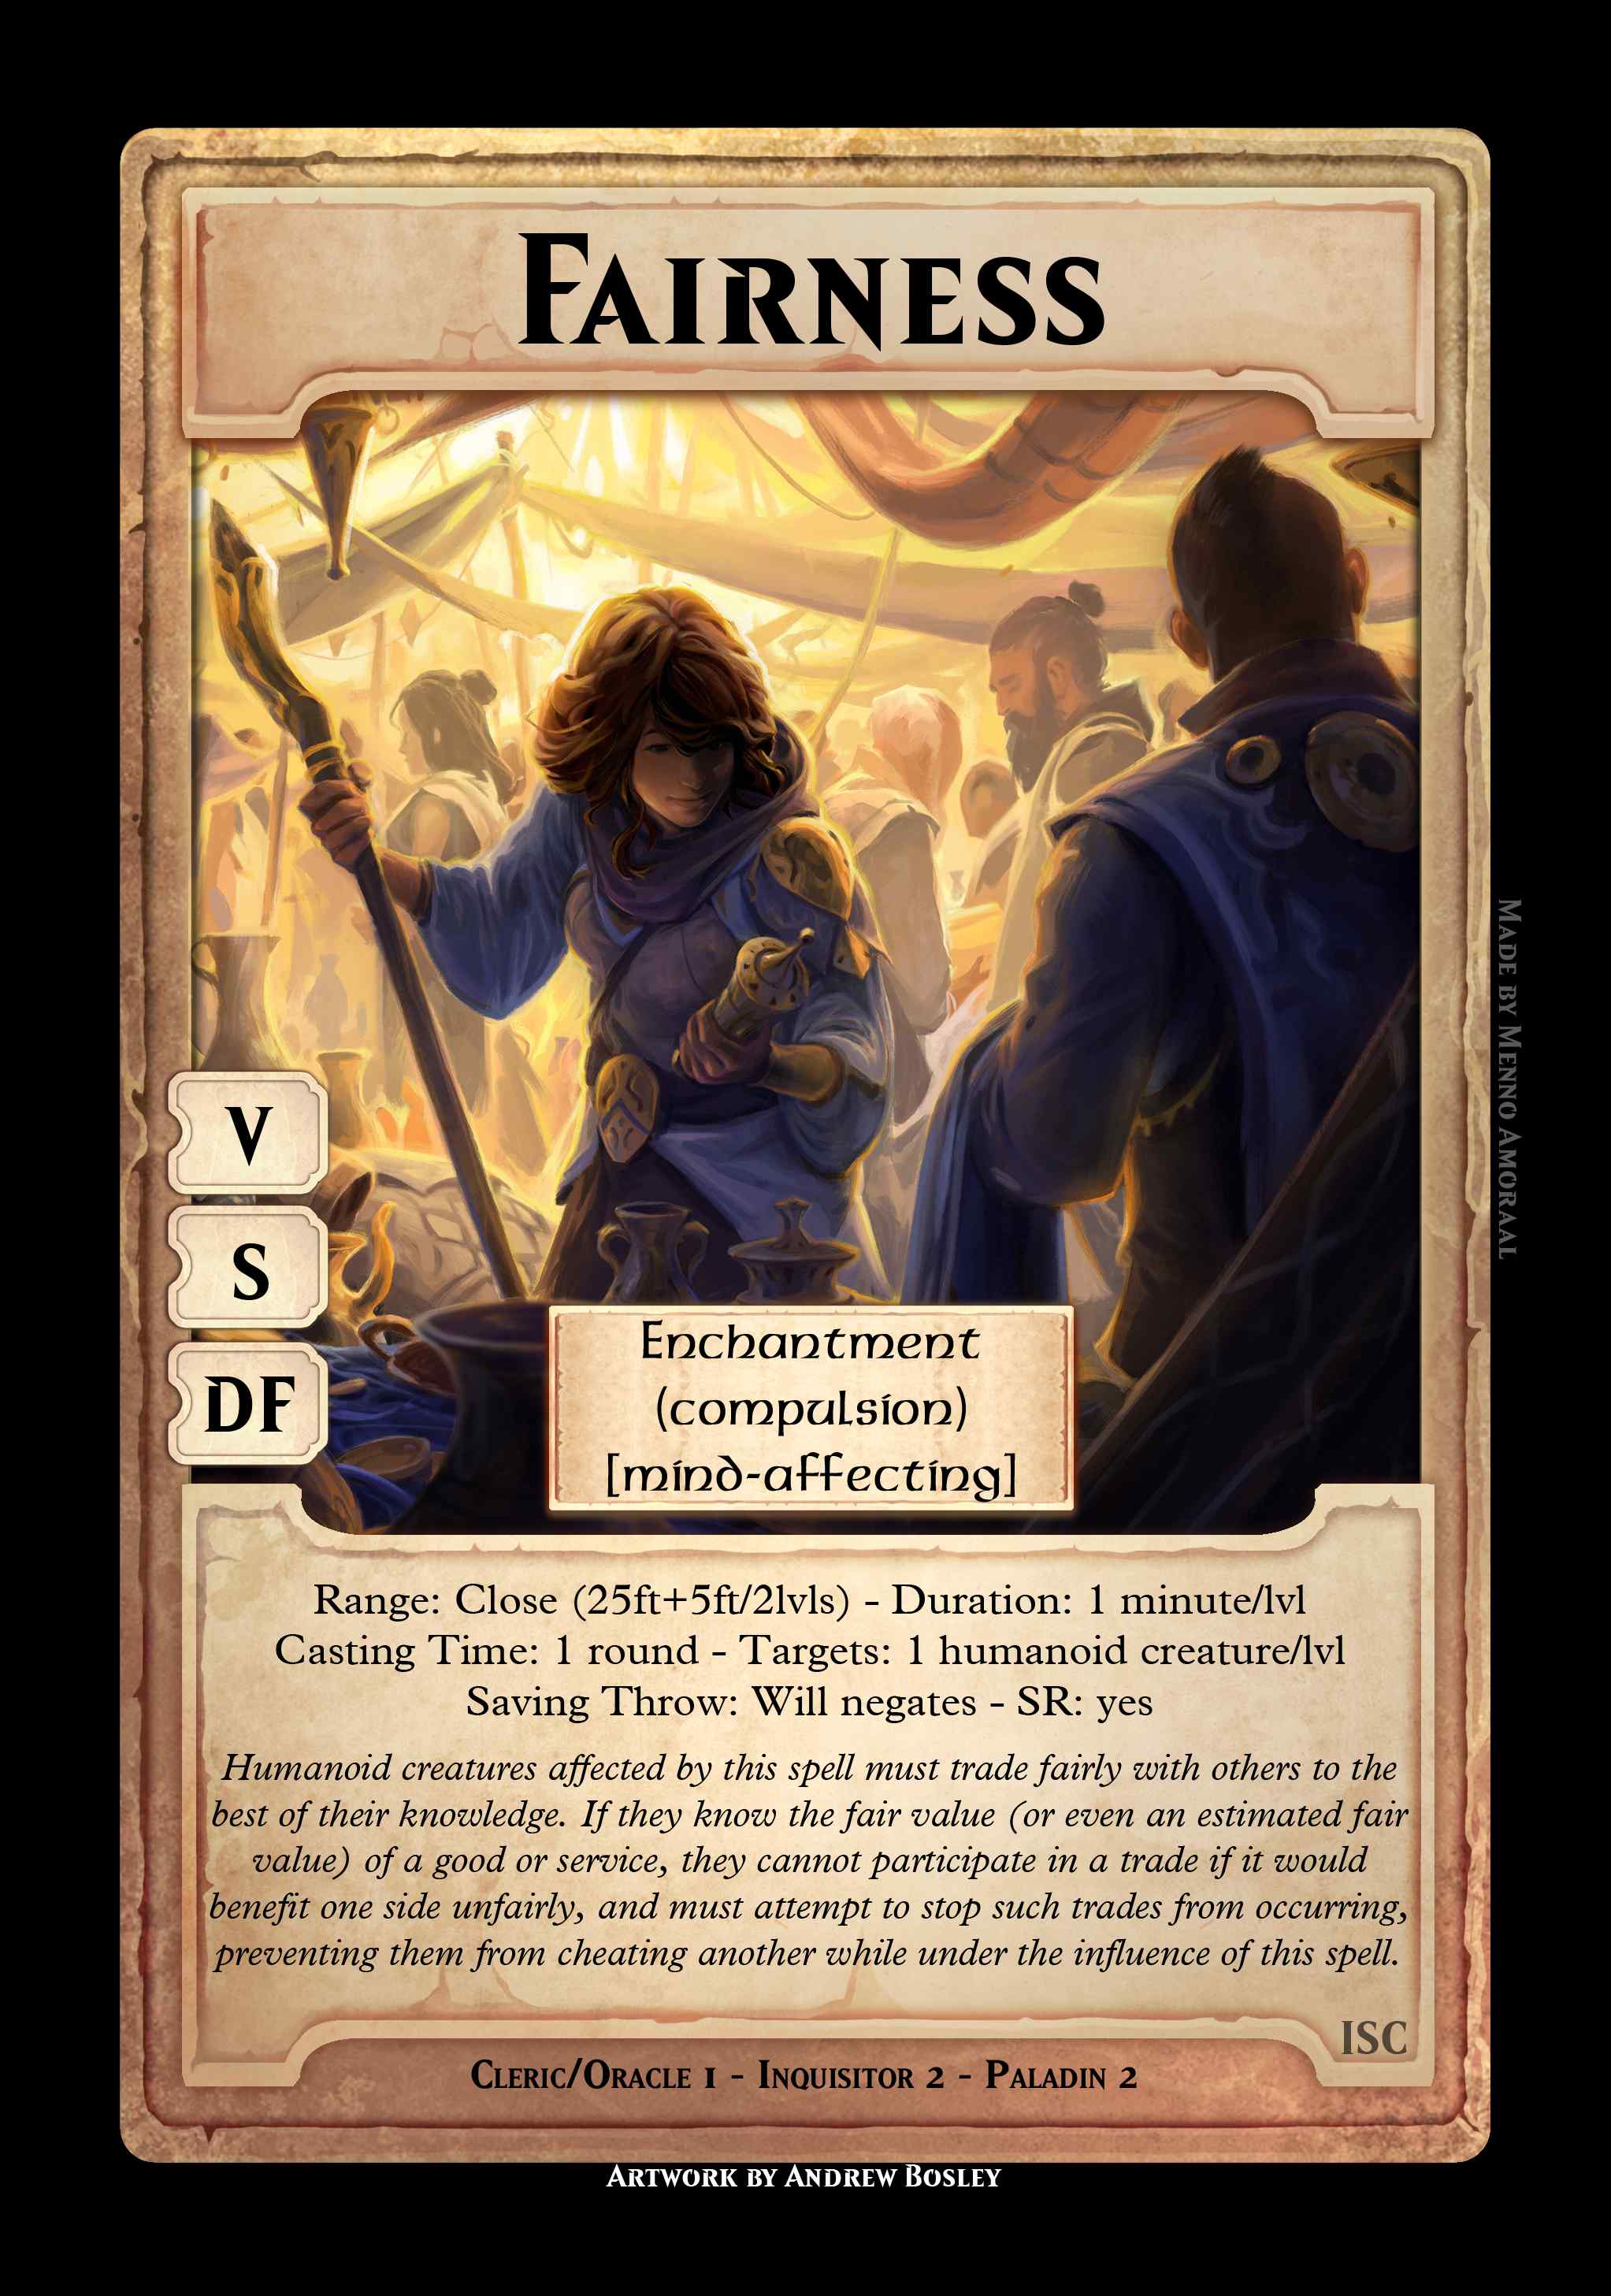 Fairness
V
S
DF
Enchantment
(compulsion)
[mind-affecting]
Range: Close (25ft+5ft/2lvls) - Duration: 1 minute/lvl
Casting Time: 1 round - Targets: 1 humanoid creature/lvl
Saving Throw: Will negates - SR: yes
Humanoid creatures affected by this spell must trade fairly with others to the
best of their knowledge. If they know the fair value (or even an estimated fair
value) of a good or service, they cannot participate in a trade if it would
benefit one side unfairly, and must attempt to stop such trades from occurring,
preventing them from cheating another while under the influence of this spell.
ISC
Cleric/Oracle 1 - Inquisitor 2 - Paladin 2
Artwork by Andrew Bosley
Made by Menno Amoraal